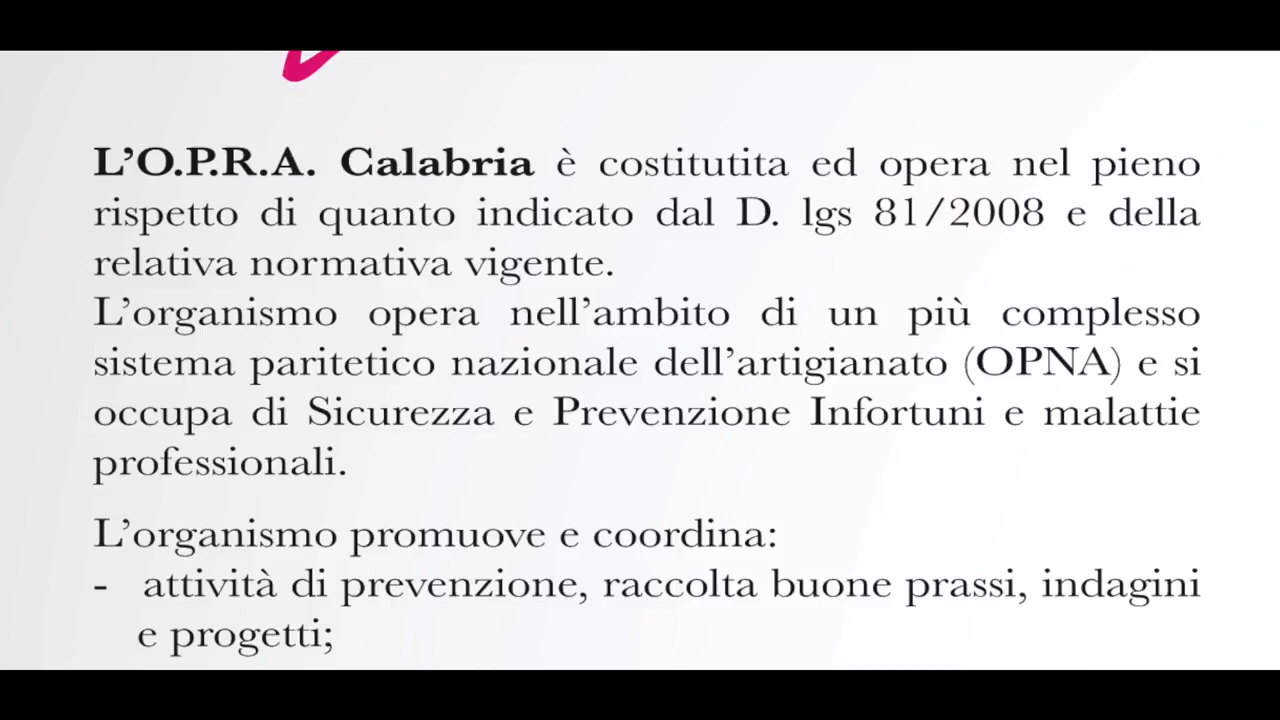 L’O.P.R.A. Calabria è costitutita ed opera nel pieno
rispetto di quanto indicato dal D. lgs 81/2008 e della
relativa normativa vigente.
L’organismo opera nell’ambito di un più complesso
sistema paritetico nazionale dell’artigianato (OPNA) e si
occupa di Sicurezza e Prevenzione Infortuni e malattie
professionali.
L’organismo promuove e coordina:
- attività di prevenzione, raccolta buone prassi, indagini
e progetti;